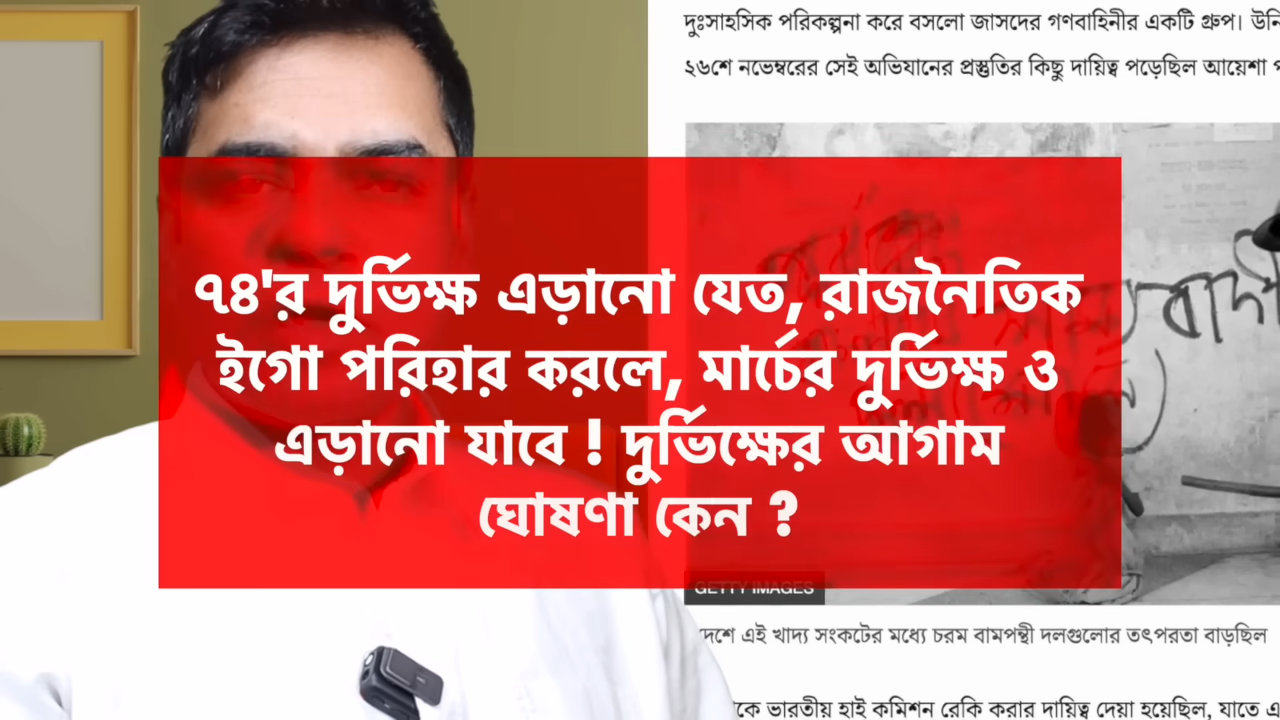 দুঃসাহসিক পরিকল্পনা করে বসলো জাসদের গণবাহিনীর একটি গ্রুপ।
২৬শে নভেম্বরের সেই অভিযানের প্রস্তুতির কিছু দায়িত্ব পড়েছিল আয়েশা
৭৪'র দুর্ভিক্ষ এড়ানো যেত, রাজনৈতিক
ইগো পরিহার করলে, মার্চের দুর্ভিক্ষ ও
এড়ানো যাবে ! দুর্ভিক্ষের আগাম
ঘোষণা কেন ?
GETTY IMAGES
এই খাদ্য সংকটের মধ্যে চরম বামপন্থী দলগুলোর তৎপরতা বাড়ছিল
ভারতীয় হাই কমিশন রেকি করার দায়িত্ব দেয়া হয়েছিল, যাতে